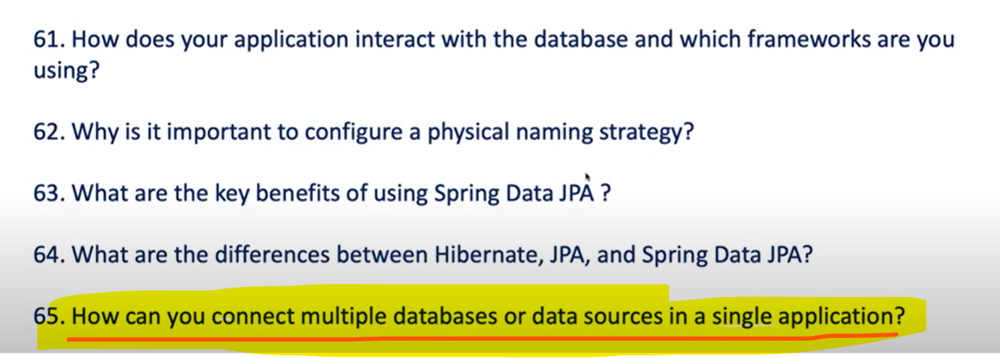 61. How does your application interact with the database and which frameworks are you
using?
62. Why is it important to configure a physical naming strategy?
63. What are the key benefits of using Spring Data JPA ?
64. What are the differences between Hibernate, JPA, and Spring Data JPA?
65. How can you connect multiple databases or data sources in a single application?